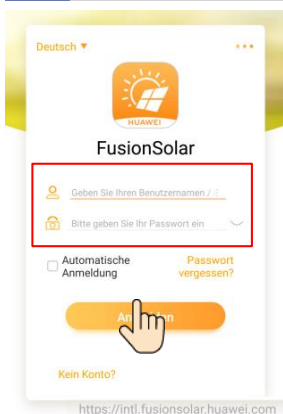 Deutsch
HUAWEI
FusionSolar
Geben Sie Ihren Benutzernamen /
Bitte geben Sie Ihr Passwort ein
Automatische
Anmeldung
Passwort
vergessen?
Kein Konto?
https://intl.fusionsolar.huawei.com